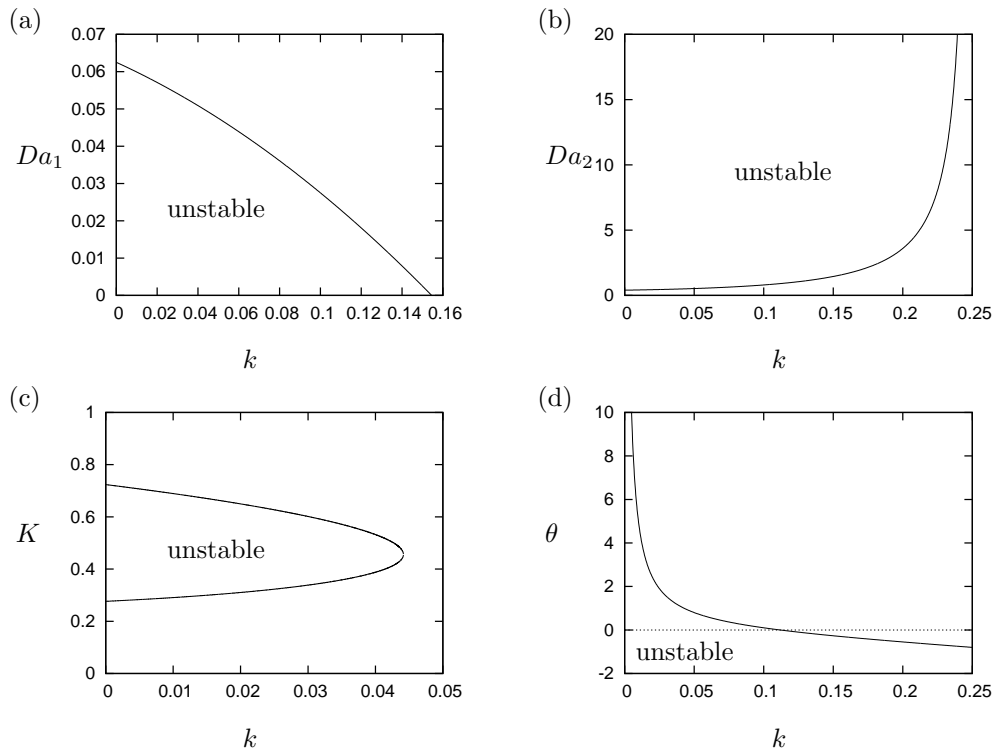 (a)
0.07
0.06
0.05
0.04
0.03
0.02
0.01
0
Da1
unstable
0 0.02 0.04 0.06 0.08 0.1 0.12 0.14 0.16
k
(b)
20
15
10
5
0
Da2
unstable
0 0.05 0.1 0.15 0.2 0.25
k
(c)
1
0.8
0.6
0.4
0.2
0
K
unstable
0 0.01 0.02 0.03 0.04 0.05
k
(d)
10
8
6
4
2
0
-2
θ
unstable
0 0.05 0.1 0.15 0.2 0.25
k